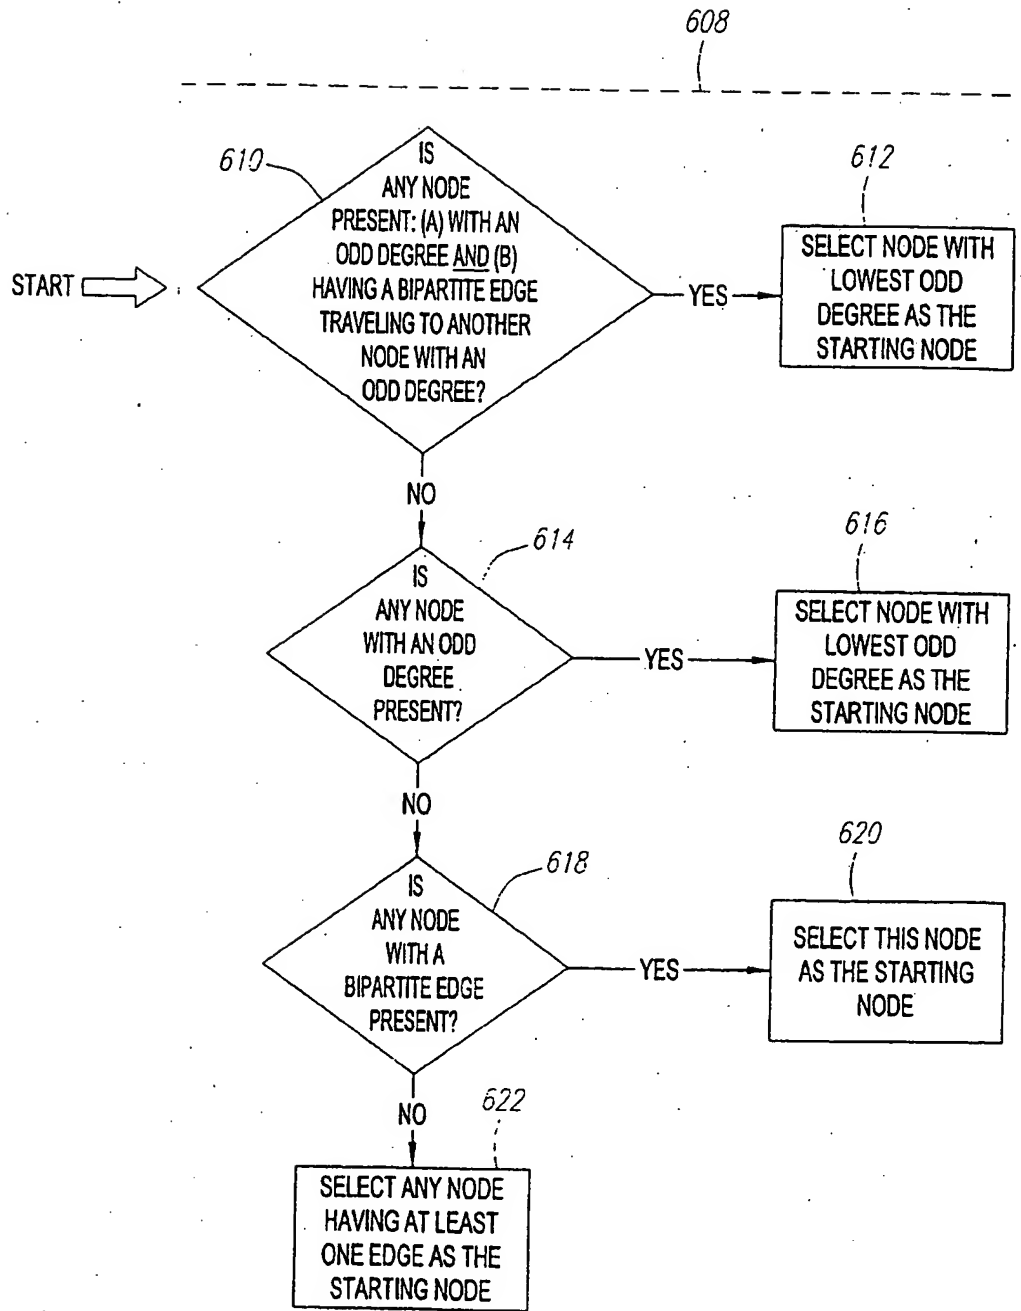 608
610
IS
ANY NODE
PRESENT: (A) WITH AN
ODD DEGREE AND (B)
HAVING A BIPARTITE EDGE
TRAVELING TO ANOTHER
NODE WITH AN
ODD DEGREE?
START
YES
612
SELECT NODE WITH
LOWEST ODD
DEGREE AS THE
STARTING NODE
NO
614
IS
ANY NODE
WITH AN ODD
DEGREE
PRESENT?
YES
616
SELECT NODE WITH
LOWEST ODD
DEGREE AS THE
STARTING NODE
NO
618
IS
ANY NODE
WITH A
BIPARTITE EDGE
PRESENT?
YES
620
SELECT THIS NODE
AS THE STARTING
NODE
NO
622
SELECT ANY NODE
HAVING AT LEAST
ONE EDGE AS THE
STARTING NODE